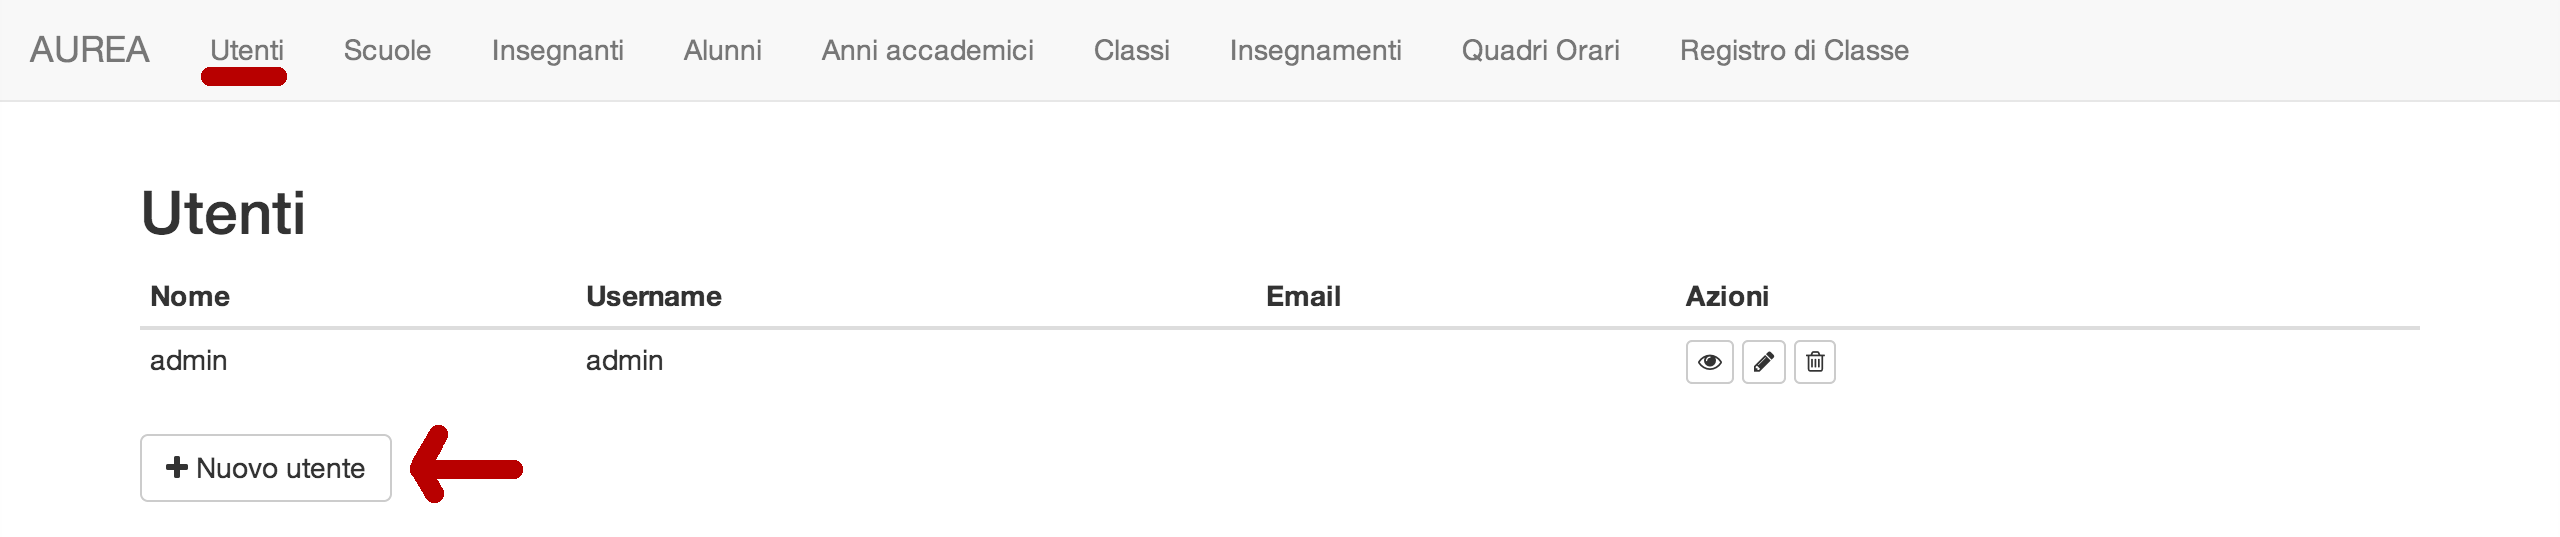 AUREA Utenti Scuole Insegnanti Alunni Anni accademici Classi Insegnamenti Quadri Orari Registro di Classe
Utenti
Nome Username Email Azioni
admin admin
Nuovo utente